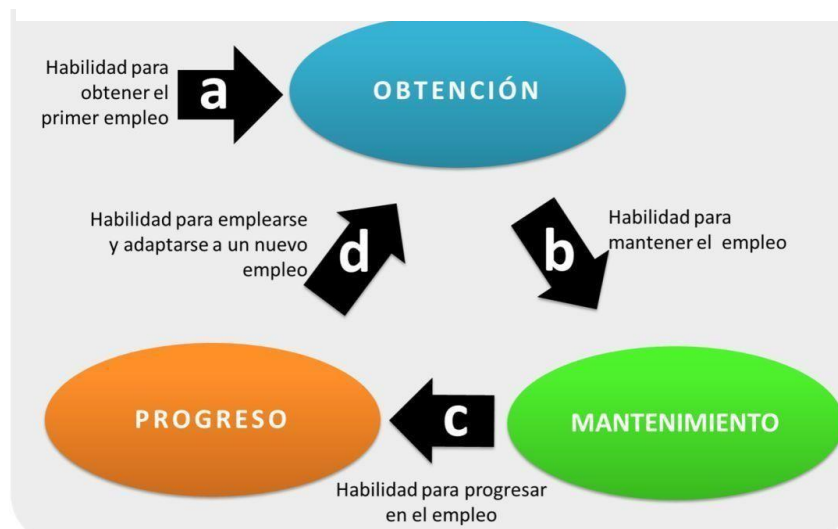 Habilidad para
obtener el
primer empleo
a
OBTENCIÓN
Habilidad para emplearse
y adaptarse a un nuevo
empleo
d
b
Habilidad para
mantener el empleo
PROGRESO
c
MANTENIMIENTO
Habilidad para progresar
en el empleo